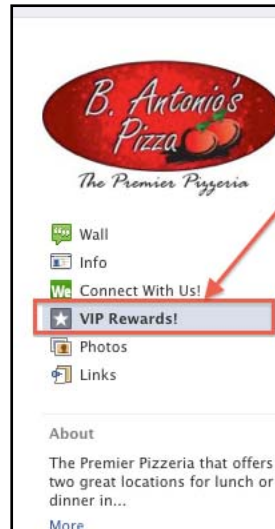 B. Antonio's
Pizza
The Premier Pizzeria
Wall
Info
We Connect With Us!
VIP Rewards!
Photos
Links
About
The Premier Pizzeria that offers
two great locations for lunch or
dinner in...
More